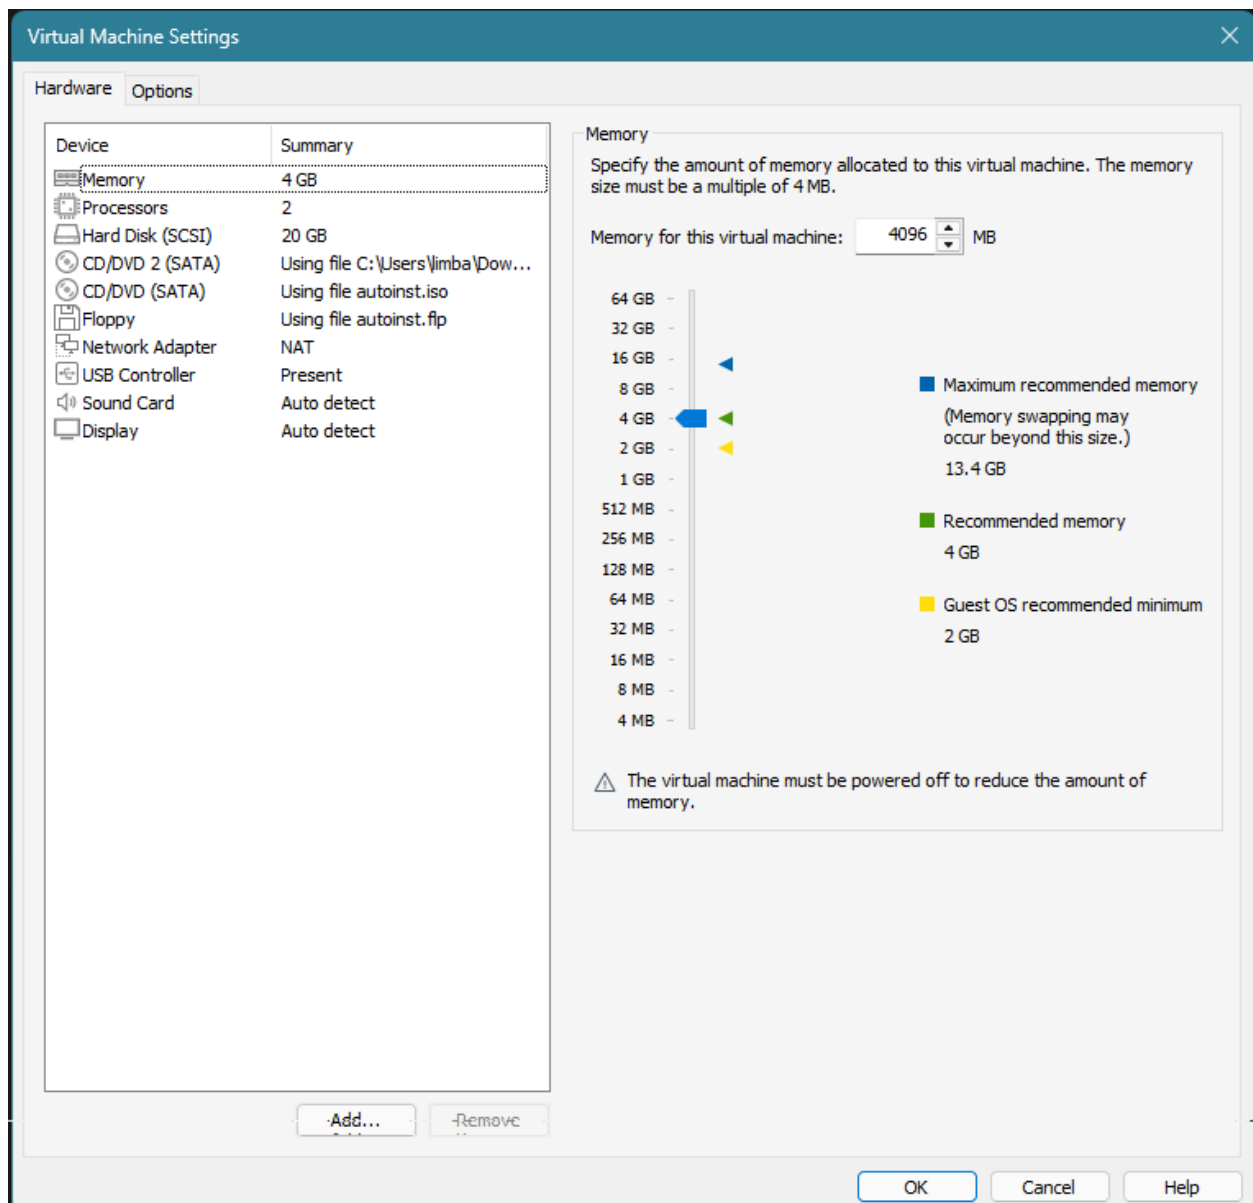 Virtual Machine Settings
Hardware Options
Device Summary
Memory 4 GB
Processors 2
Hard Disk (SCSI) 20 GB
CD/DVD 2 (SATA) Using file C:\Users\limba\Dow...
CD/DVD (SATA) Using file autoinst.iso
Floppy Using file autoinst.flp
Network Adapter NAT
USB Controller Present
Sound Card Auto detect
Display Auto detect
Add... Remove
Memory
Specify the amount of memory allocated to this virtual machine. The memory
size must be a multiple of 4 MB.
Memory for this virtual machine: 4096 MB
64 GB
32 GB
16 GB
8 GB
4 GB
2 GB
1 GB
512 MB
256 MB
128 MB
64 MB
32 MB
16 MB
8 MB
4 MB
Maximum recommended memory
(Memory swapping may
occur beyond this size.)
13.4 GB
Recommended memory
4 GB
Guest OS recommended minimum
2 GB
The virtual machine must be powered off to reduce the amount of
memory.
OK Cancel Help